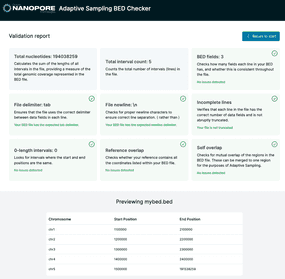 NANOPORE Adaptive Sampling BED Checker
Validation report
Return to start
Total nucleotides: 194038259
Calculates the sum of the lengths of all
intervals in the file, providing a measure of the
total genomic coverage represented in the
BED file.
Total interval count: 5
Counts the total number of intervals (lines) in
the file.
BED fields: 3
Checks how many fields each line in your BED
has, and whether this is consistent throughout
the file.
No issues detected
File delimiter: tab
Ensures that the file uses the correct delimiter
between data fields in each line.
Your BED file has the expected tab delimiter.
File newline: \n
Checks for proper newline characters to
ensure correct line separation. \ (rather than )
Your BED file has the expected newline delimiter.
Incomplete lines
Verifies that each line in the file has the
correct number of data fields and is not
abruptly truncated.
Your file is not truncated
0-length intervals: 0
Looks for intervals where the start and end
positions are the same.
No issues detected
Reference overlap
Checks whether your reference contains all
the coordinates listed within your BED file.
No issues detected
Self overlap
Checks for mutual overlap of the regions in the
BED file. These can be merged to one region
for the purposes of Adaptive Sampling.
No issues detected
Previewing mybed.bed
Chromosome Start Position End Position
chr1
chr2
chr3
chr4
chr5